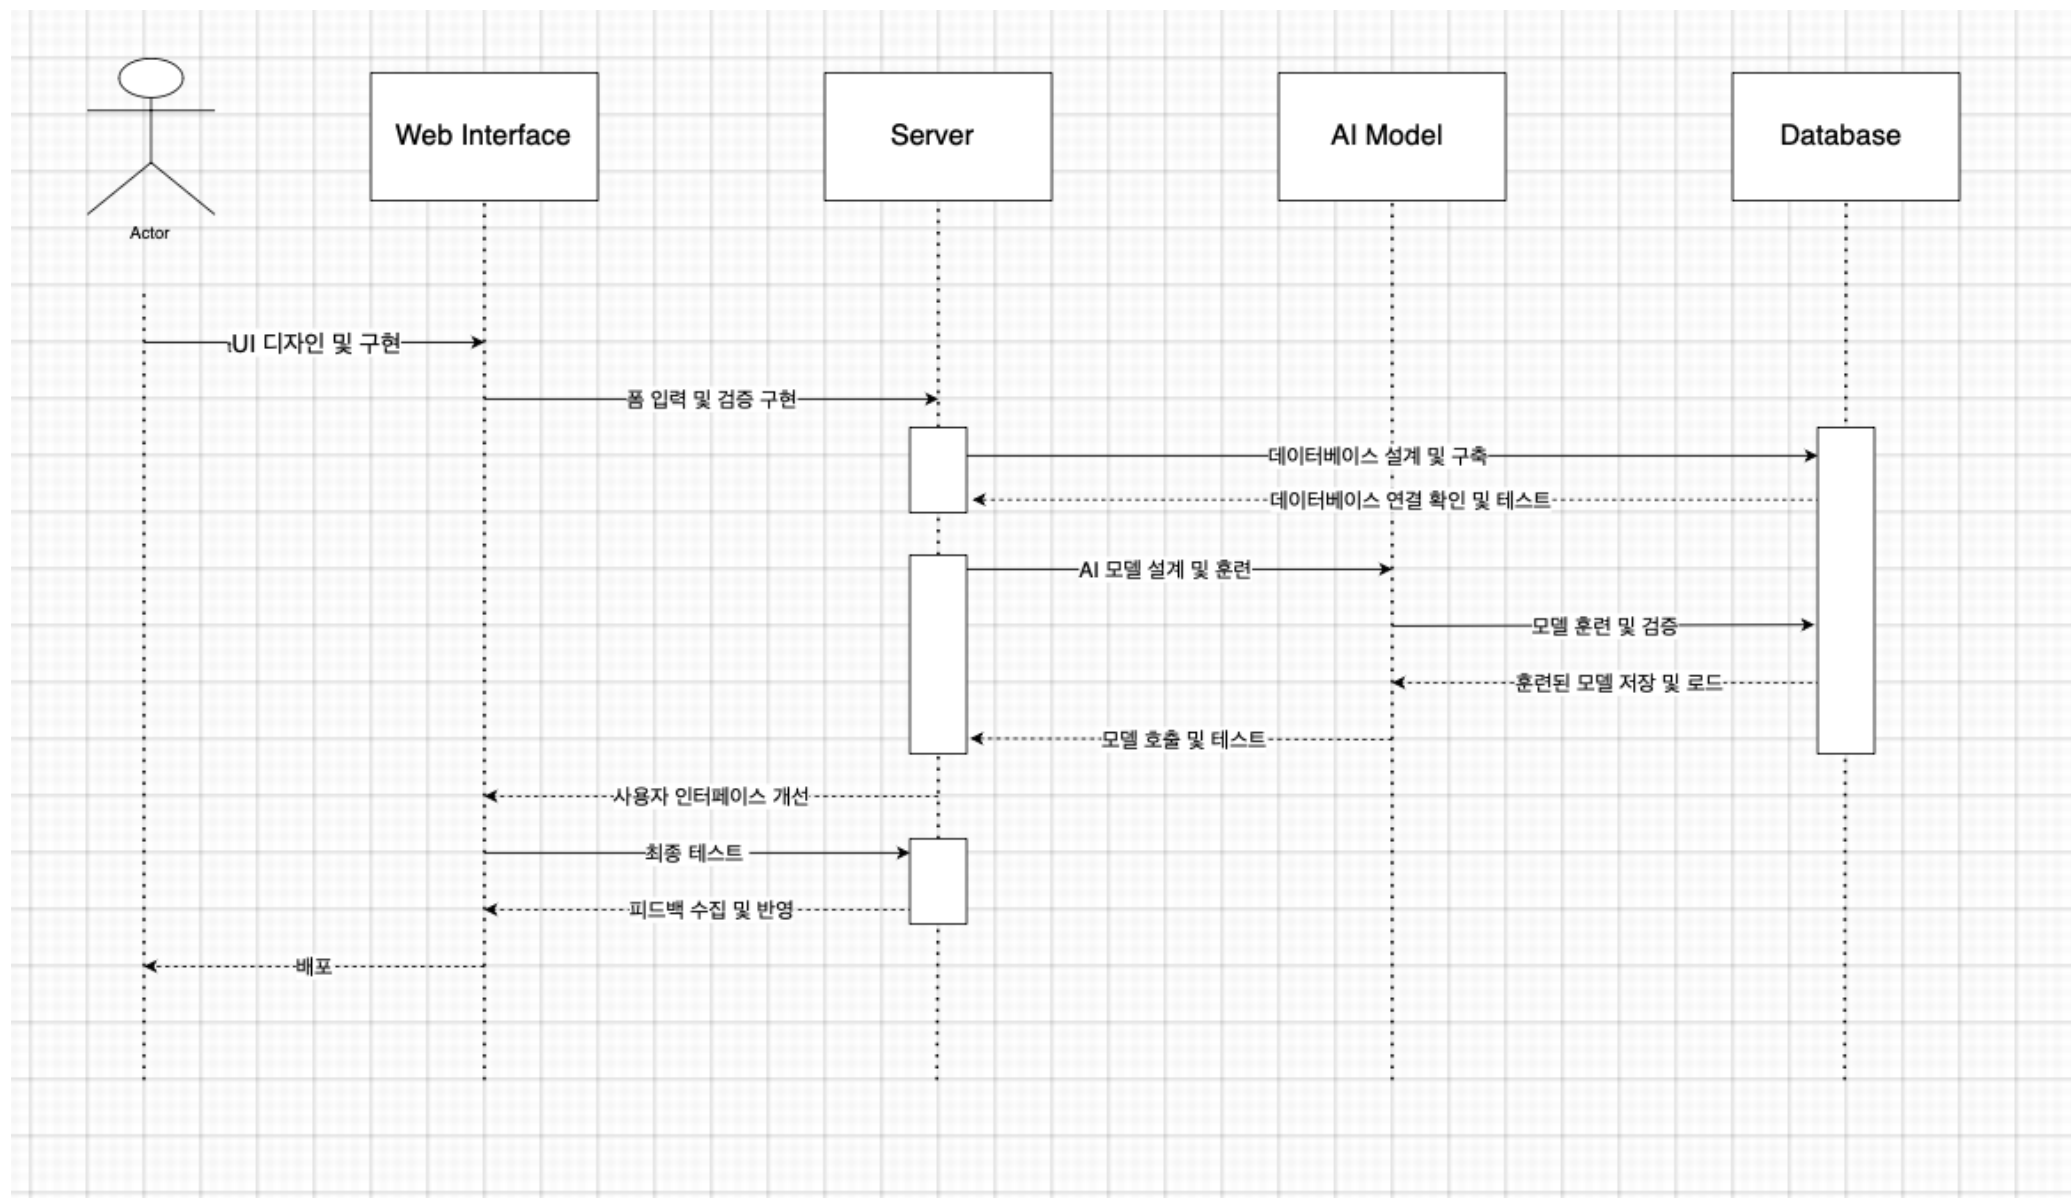 Web Interface
Server
AI Model
Database
Actor
UI 디자인 및 구현
폼 입력 및 검증 구현
데이터베이스 설계 및 구축
데이터베이스 연결 확인 및 테스트
AI 모델 설계 및 훈련
모델 훈련 및 검증
훈련된 모델 저장 및 로드
모델 호출 및 테스트
사용자 인터페이스 개선
최종 테스트
피드백 수집 및 반영
배포